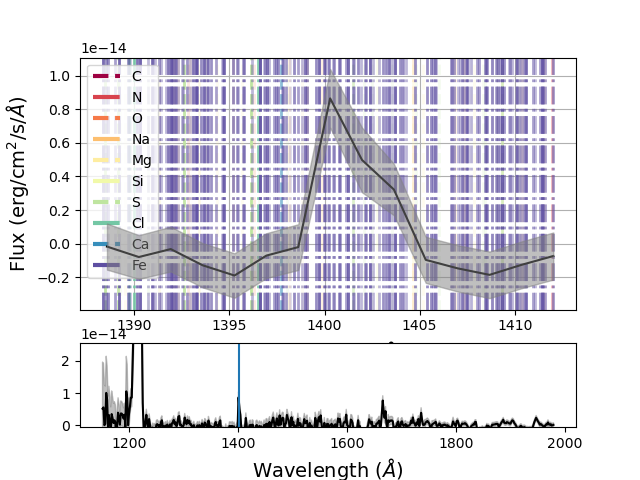 1e−14
Flux (erg/cm²/s/Å)
1.0
0.8
0.6
0.4
0.2
0.0
−0.2
C
N
O
Na
Mg
Si
S
Cl
Ca
Fe
1390 1395 1400 1405 1410
1e−14
2
1
0
1200 1400 1600 1800 2000
Wavelength (Å)